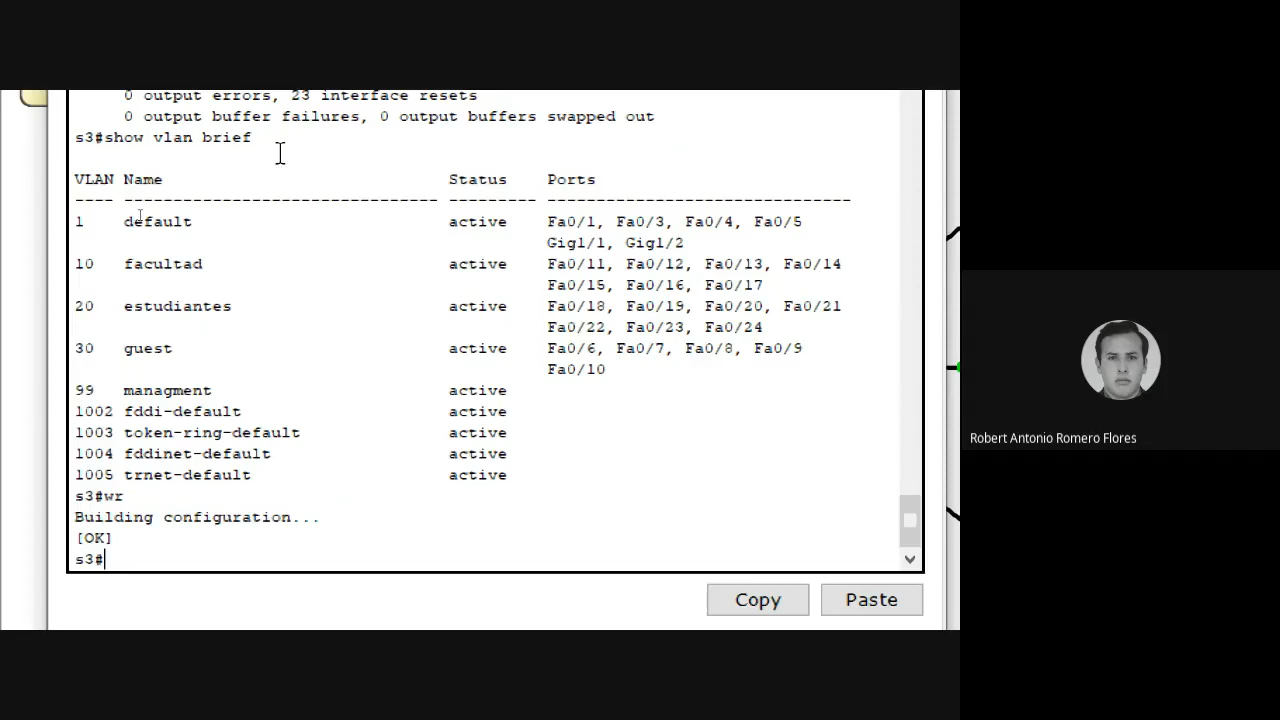 0 output errors, 23 interface resets
0 output buffer failures, 0 output buffers swapped out
s3#show vlan brief
VLAN Name Status Ports
---- -------------------------------- --------- -------------------------------
1 default active Fa0/1, Fa0/3, Fa0/4, Fa0/5
Gig1/1, Gig1/2
10 facultad active Fa0/11, Fa0/12, Fa0/13, Fa0/14
Fa0/15, Fa0/16, Fa0/17
20 estudiantes active Fa0/18, Fa0/19, Fa0/20, Fa0/21
Fa0/22, Fa0/23, Fa0/24
30 guest active Fa0/6, Fa0/7, Fa0/8, Fa0/9
Fa0/10
99 managment active
1002 fddi-default active
1003 token-ring-default active
1004 fddinet-default active
1005 trnet-default active
s3#wr
Building configuration...
[OK]
s3#
Copy Paste
Robert Antonio Romero Flores